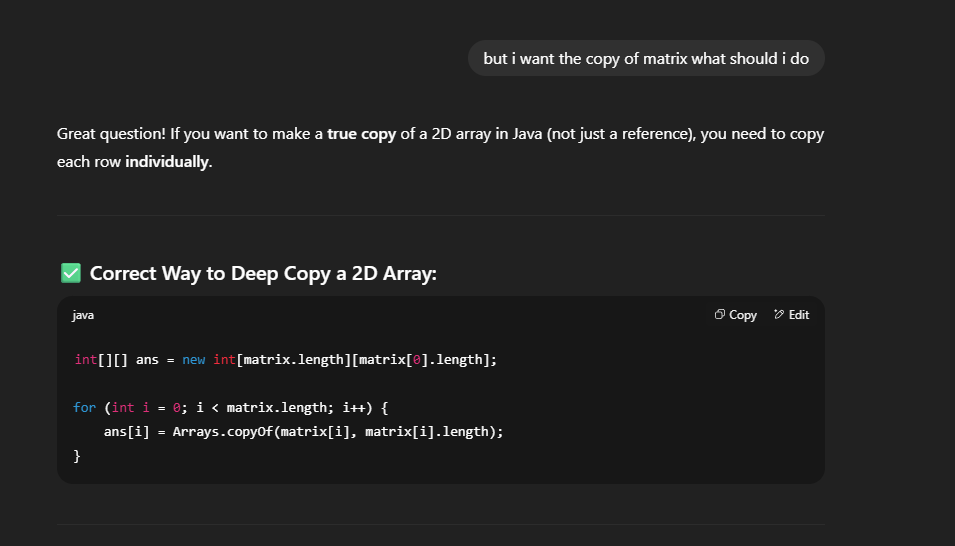 but i want the copy of matrix what should i do
Great question! If you want to make a true copy of a 2D array in Java (not just a reference), you need to copy
each row individually.
✅ Correct Way to Deep Copy a 2D Array:
java
Copy
Edit
int[][] ans = new int[matrix.length][matrix[0].length];
for (int i = 0; i < matrix.length; i++) {
    ans[i] = Arrays.copyOf(matrix[i], matrix[i].length);
}